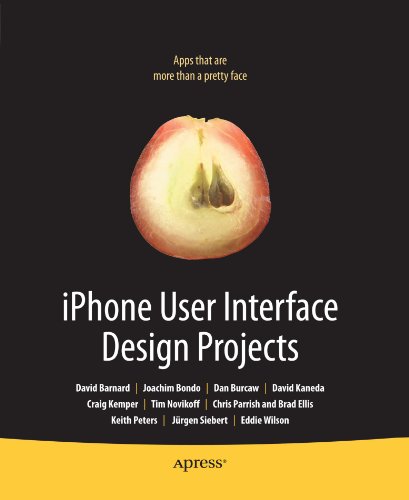 Apps that are
more than a pretty face
iPhone User Interface
Design Projects
David Barnard | Joachim Bondo | Dan Burcaw | David Kaneda
Craig Kemper | Tim Novikoff | Chris Parrish and Brad Ellis
Keith Peters | Jürgen Siebert | Eddie Wilson
Apress®